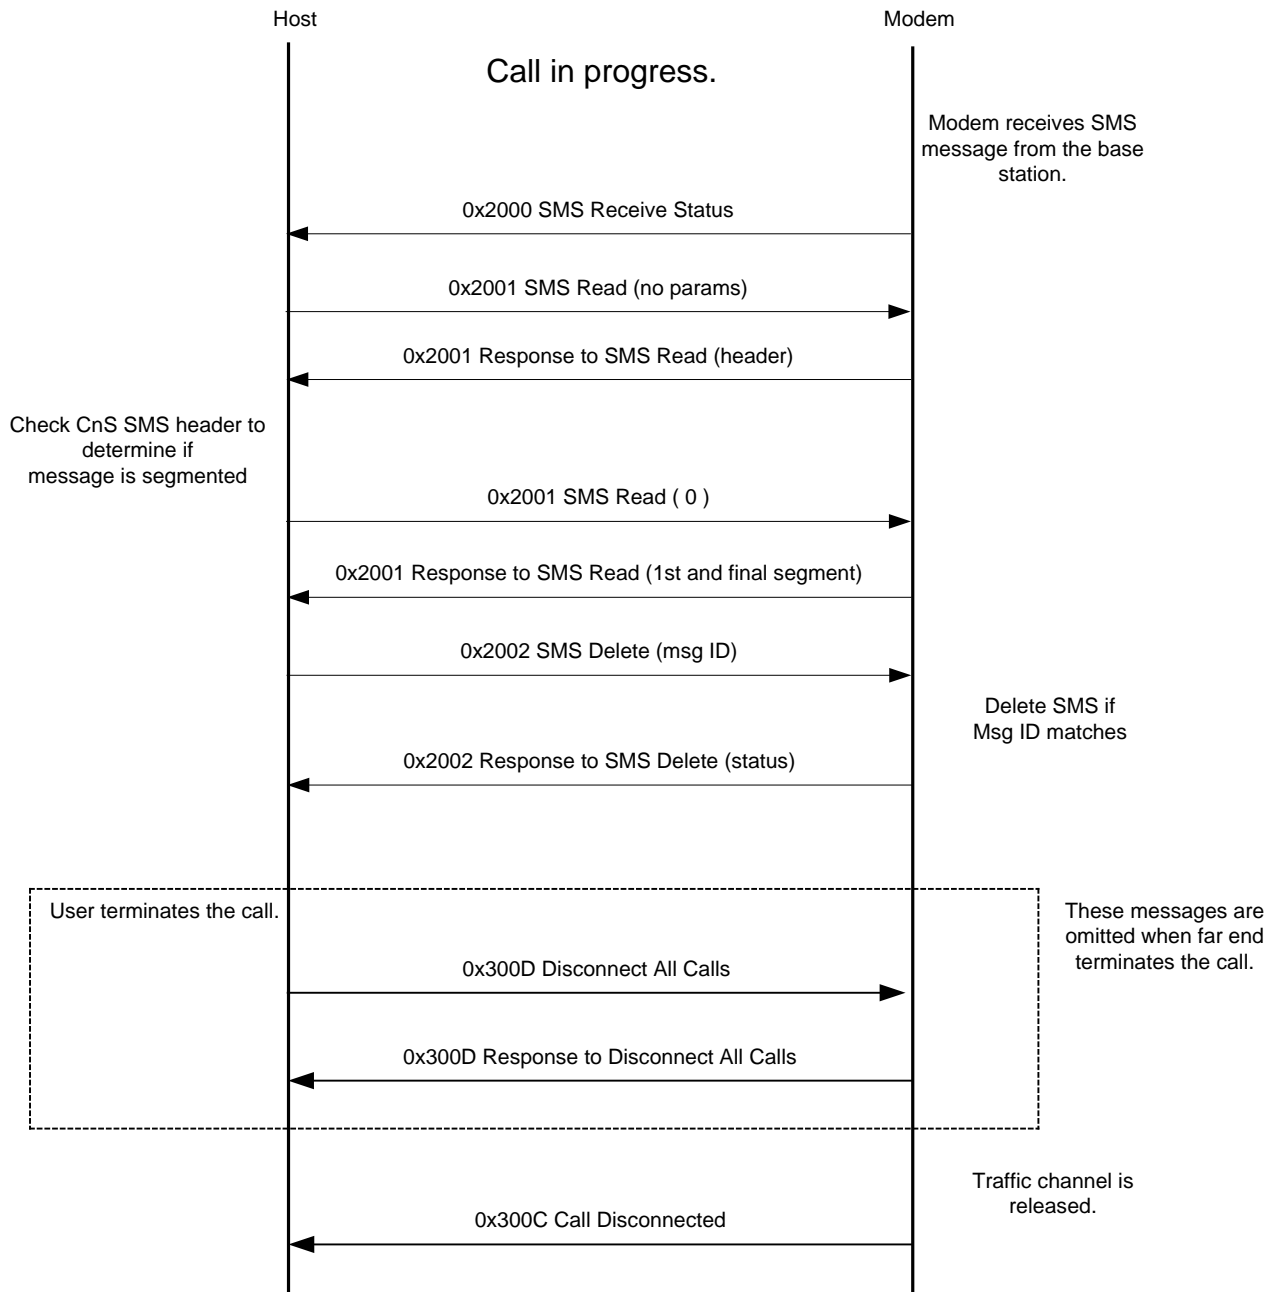 Host
Modem
Call in progress.
Modem receives SMS
message from the base
station.
0x2000 SMS Receive Status
0x2001 SMS Read (no params)
0x2001 Response to SMS Read (header)
Check CnS SMS header to
determine if
message is segmented
0x2001 SMS Read ( 0 )
0x2001 Response to SMS Read (1st and final segment)
0x2002 SMS Delete (msg ID)
Delete SMS if
Msg ID matches
0x2002 Response to SMS Delete (status)
User terminates the call.
These messages are
omitted when far end
terminates the call.
0x300D Disconnect All Calls
0x300D Response to Disconnect All Calls
Traffic channel is
released.
0x300C Call Disconnected